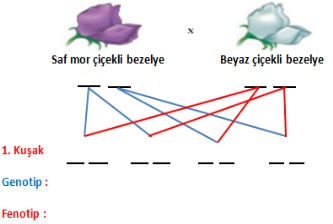 x
Saf mor çiçekli bezelye
Beyaz çiçekli bezelye
1. Kuşak
Genotip :
Fenotip :